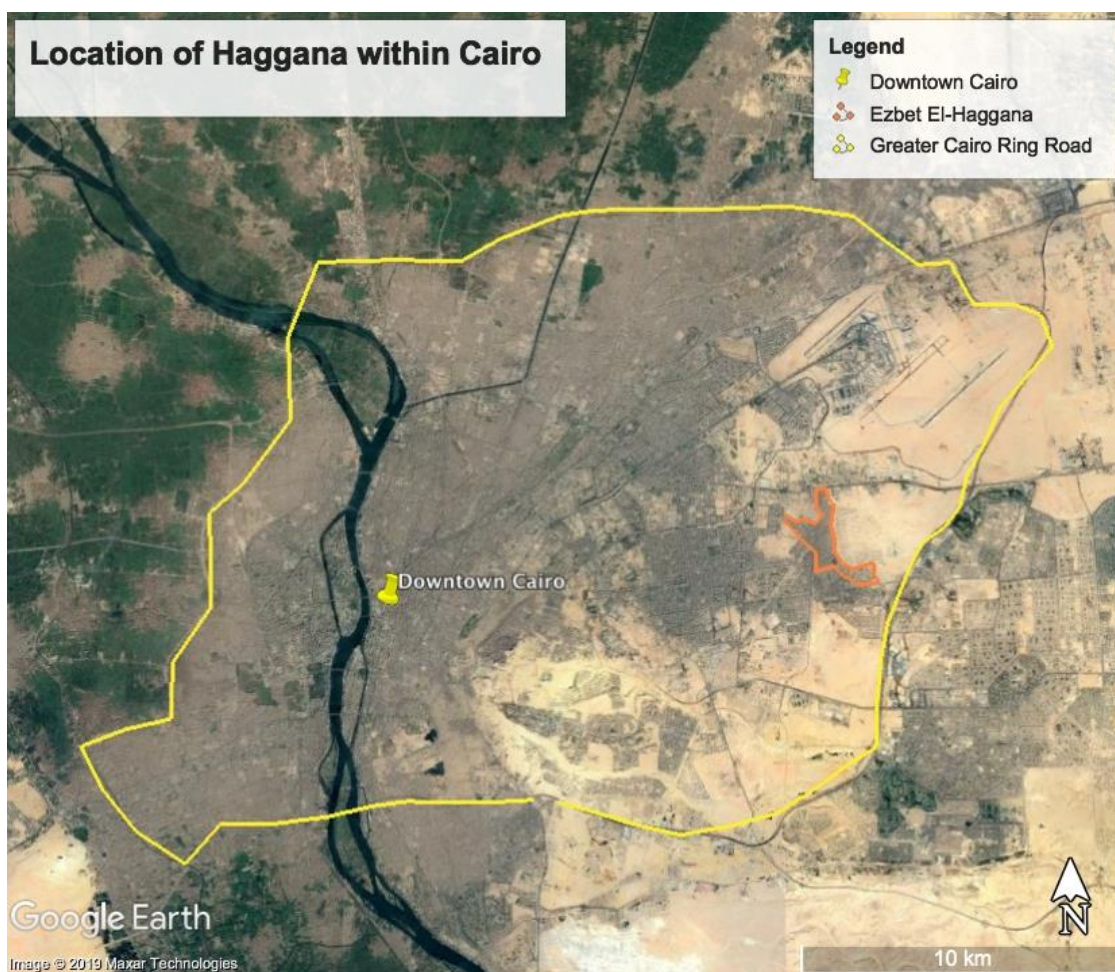 Location of Haggana within Cairo
Legend
Downtown Cairo
Ezbet El-Haggana
Greater Cairo Ring Road
Downtown Cairo
N
Google Earth
10 km
Image © 2019 Maxar Technologies